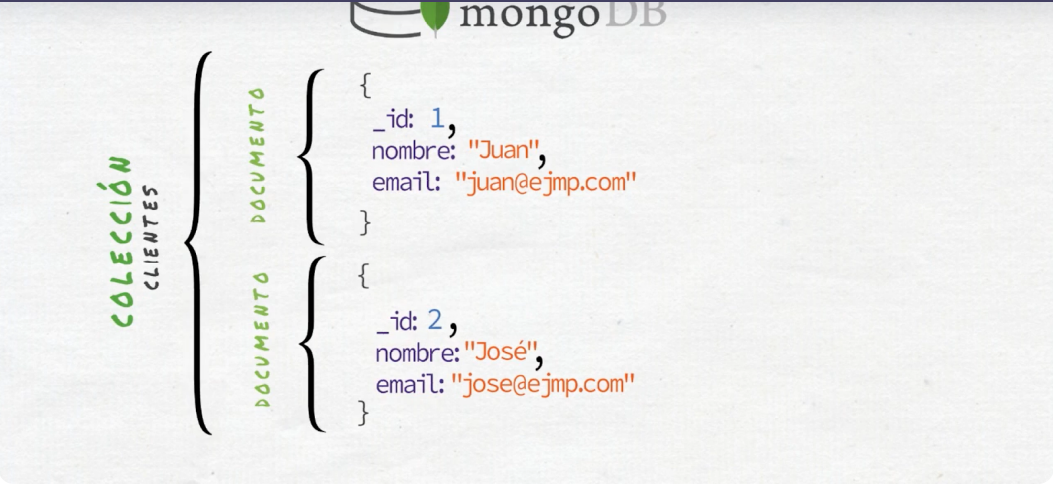 mongoDB
COLECCIÓN
CLIENTES
DOCUMENTO
{
_id: 1,
nombre: "Juan",
email: "juan@ejmp.com"
}
DOCUMENTO
{
_id: 2,
nombre:"José",
email:"jose@ejmp.com"
}